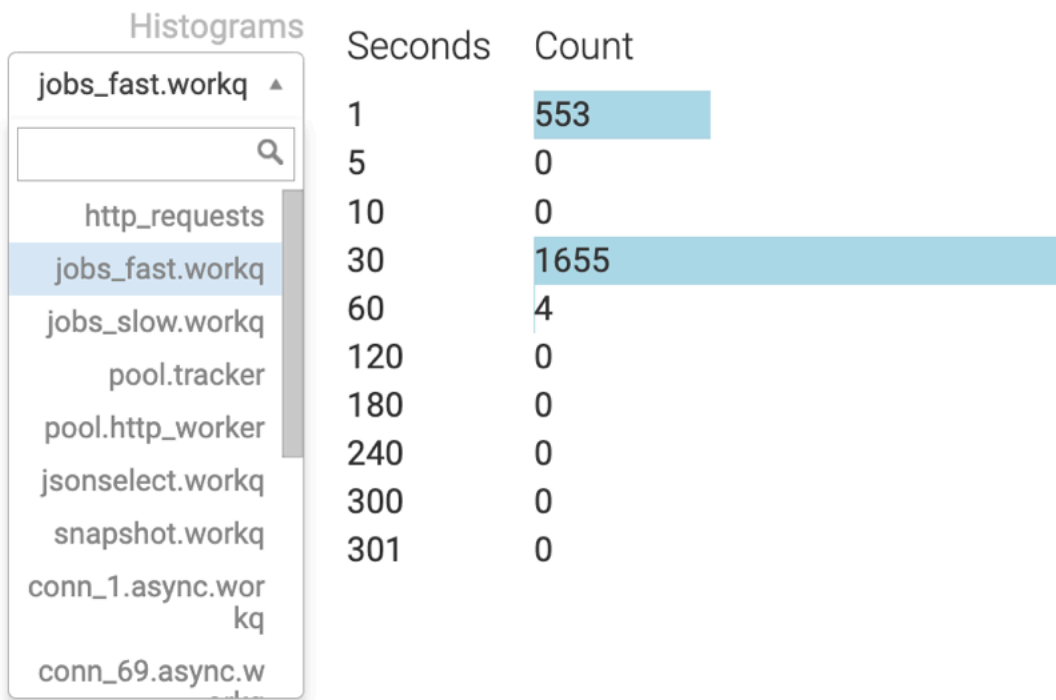 Histograms
jobs_fast.workq ▲
http_requests
jobs_fast.workq
jobs_slow.workq
pool.tracker
pool.http_worker
jsonselect.workq
snapshot.workq
conn_1.async.wor
kq
conn_69.async.w
Seconds Count
1 553
5 0
10 0
30 1655
60 4
120 0
180 0
240 0
300 0
301 0